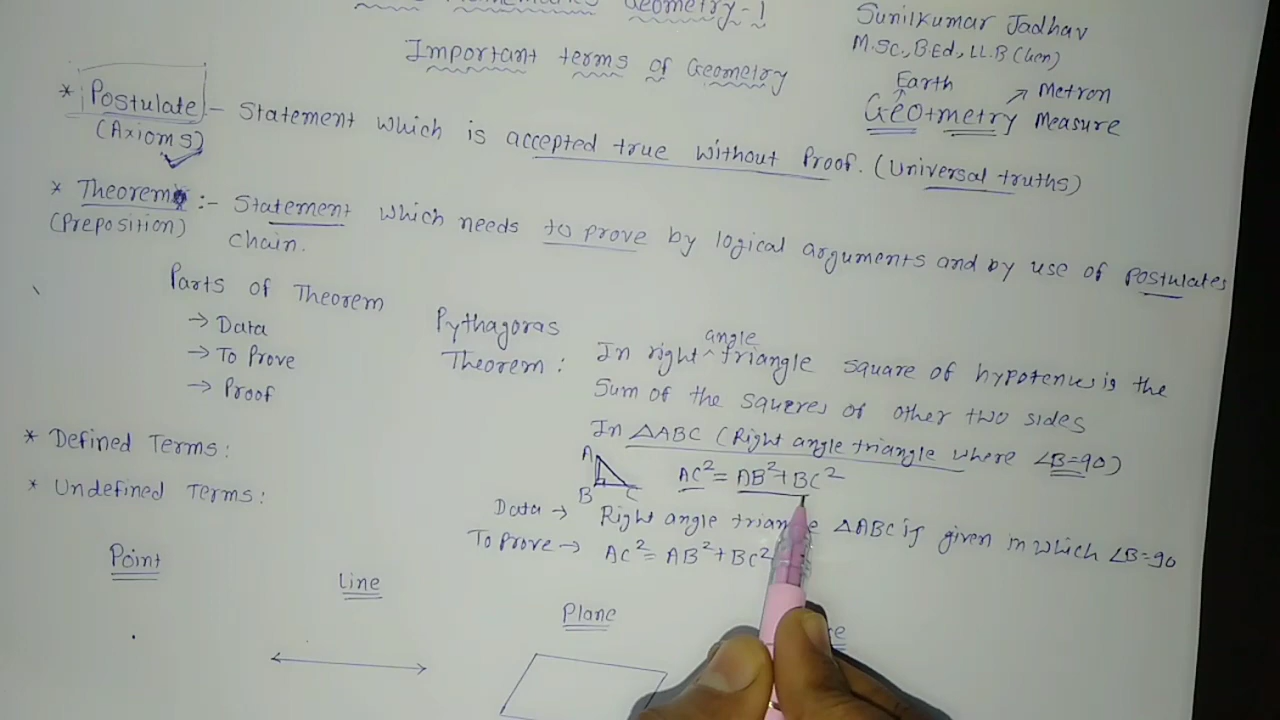 Geometry-1
Sunilkumar Jadhav
M.Sc, B.Ed, LL.B (Gen)
Important terms of Geometry
Earth
Metron
Geo+metry Measure
* Postulate :- Statement which is accepted true without Proof. (Universal truths)
(Axioms)
* Theorem :- Statement which needs to prove by logical arguments and by use of postulates
(Preposition) chain.
Parts of Theorem
→ Data
→ To Prove
→ Proof
Pythagoras
Theorem : In right ^ angle triangle square of hypotenus is the
Sum of the squeres of other two sides
In △ABC (Right angle triangle where ∠B=90)
A
B C
AC² = AB²+BC²
Data → Right angle triangle △ABC is given in which ∠B=90
To Prove → AC² = AB²+BC²
* Defined Terms :
* Undefined Terms :
Point
Line
Plane